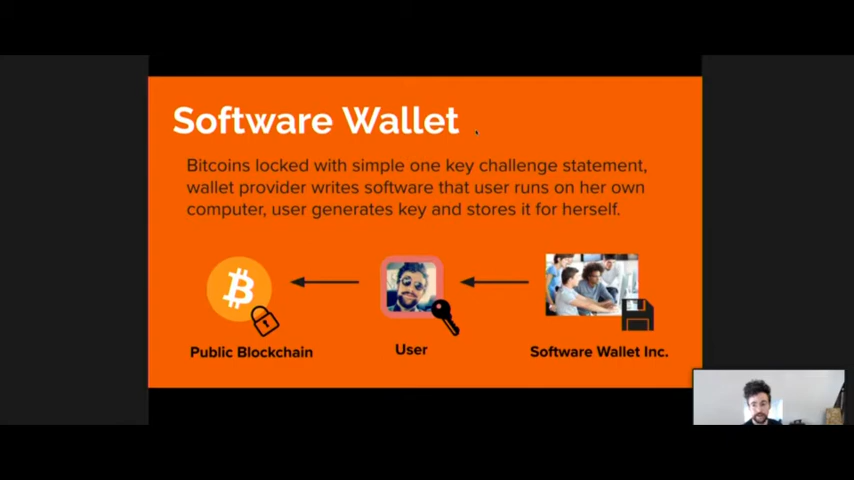 Software Wallet
Bitcoins locked with simple one key challenge statement,
wallet provider writes software that user runs on her own
computer, user generates key and stores it for herself.
Public Blockchain
User
Software Wallet Inc.